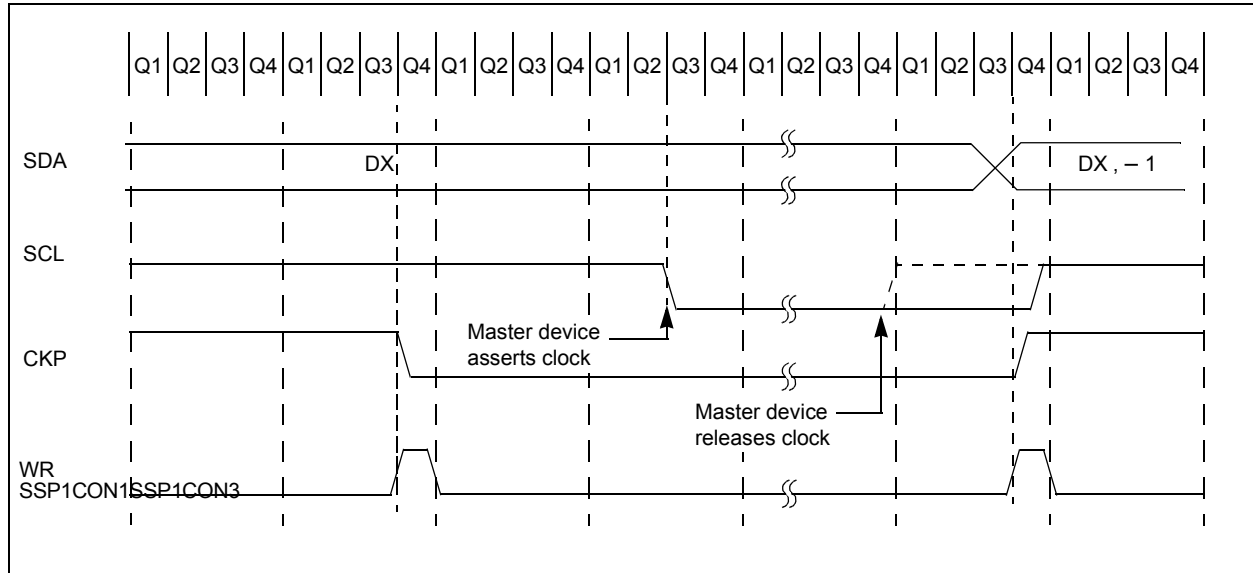 Q1 Q2 Q3 Q4 Q1 Q2 Q3 Q4 Q1 Q2 Q3 Q4 Q1 Q2 Q3 Q4 Q1 Q2 Q3 Q4 Q1 Q2 Q3 Q4 Q1 Q2 Q3 Q4
SDA
DX
DX , – 1
SCL
Master device
asserts clock
CKP
Master device
releases clock
WR
SSP1CON1SSP1CON3